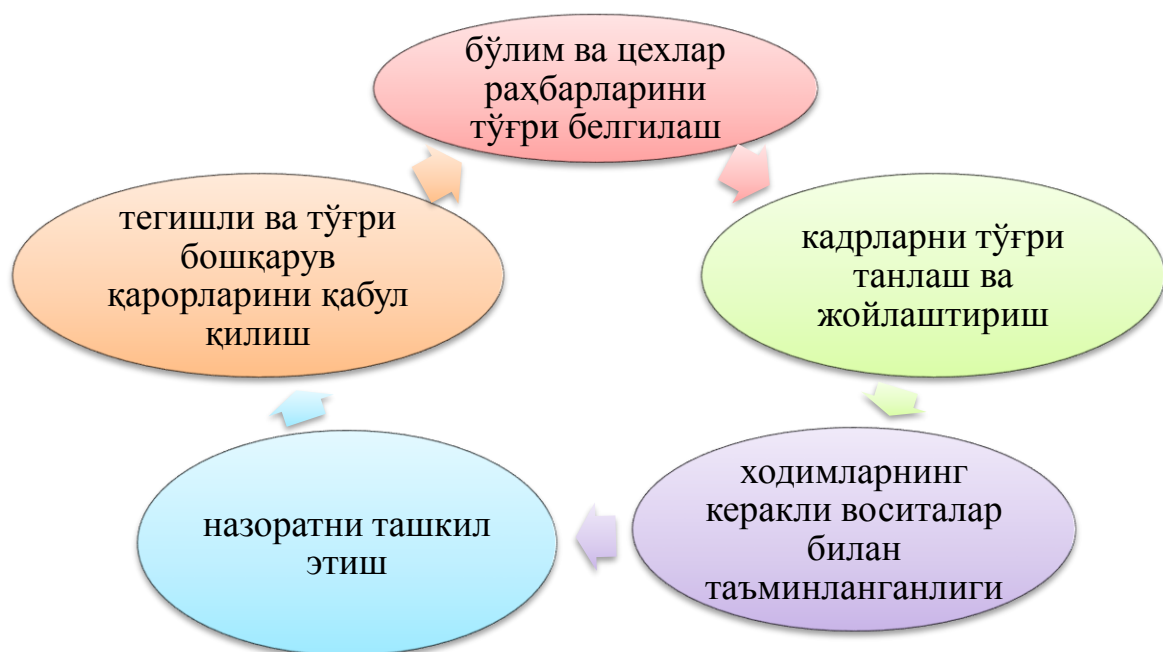 бўлим ва цехлар
раҳбарларини
тўғри белгилаш
кадрларни тўғри
танлаш ва
жойлаштириш
ходимларнинг
керакли воситалар
билан
таъминланганлиги
назоратни ташкил
этиш
тегишли ва тўғри
бошқарув
қарорларини қабул
қилиш